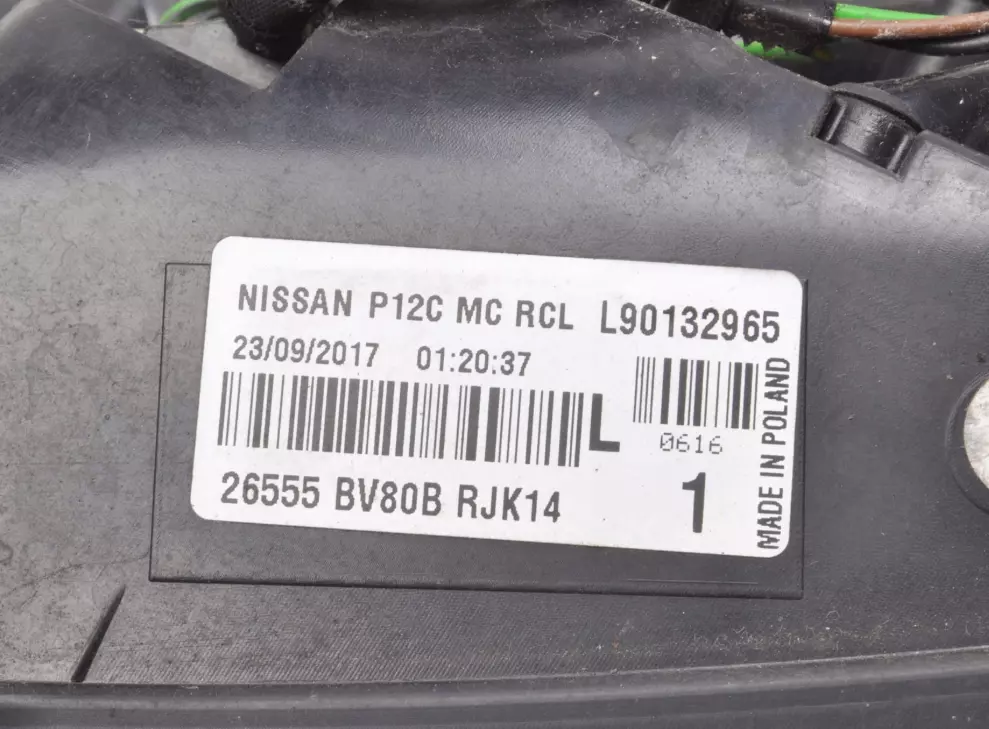 NISSAN P12C MC RCL L90132965
23/09/2017 01:20:37
L
0616
26555 BV80B RJK14
1
MADE IN POLAND